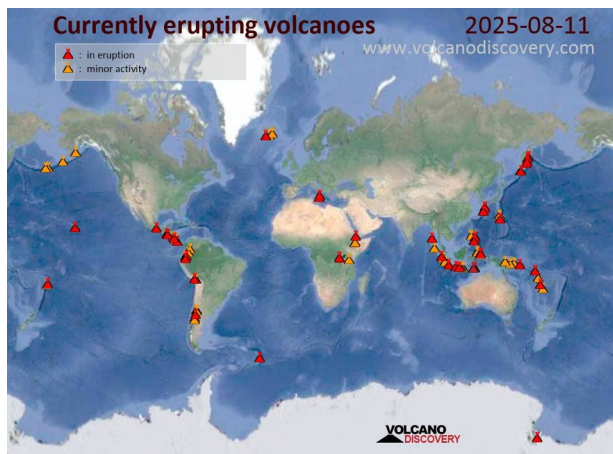 Currently erupting volcanoes 2025-08-11
www.volcanodiscovery.com
: in eruption
: minor activity
VOLCANO
DISCOVERY